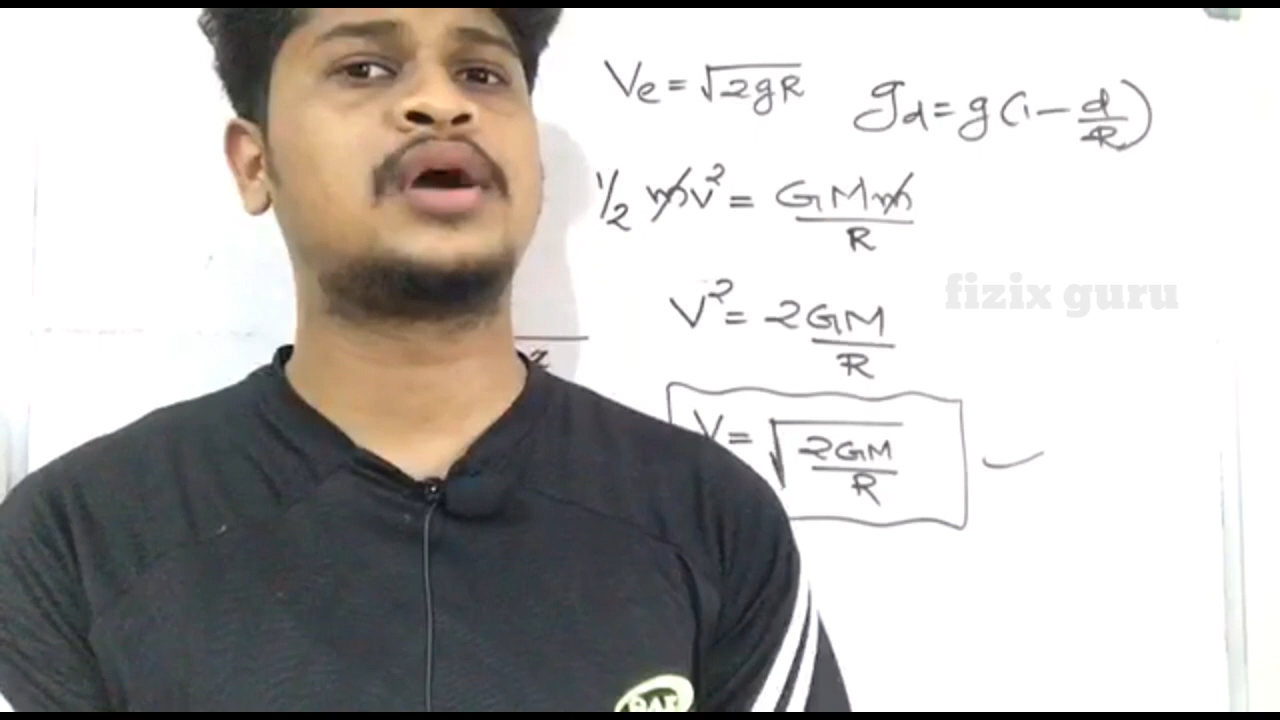 Ve = √2gR
gd = g(1 - d/R)
1/2 mv² = GMm/R
V² = 2GM/R
fizix guru
V = √2GM/R